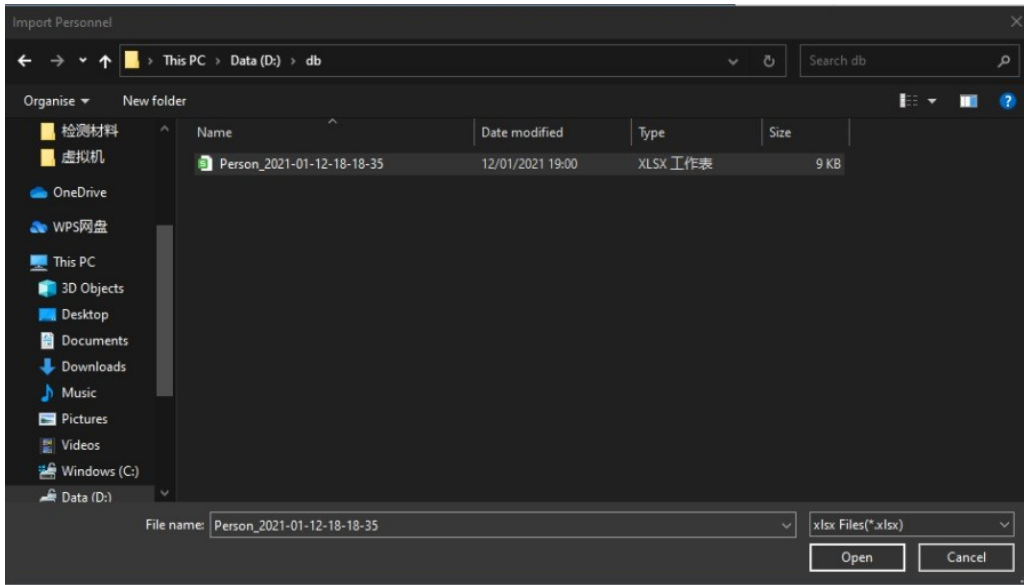 Import Personnel
This PC > Data (D:) > db
Search db
Organise
New folder
Name
Date modified
Type
Size
Person_2021-01-12-18-18-35
12/01/2021 19:00
XLSX 工作表
9 KB
检测材料
虚拟机
OneDrive
WPS网盘
This PC
3D Objects
Desktop
Documents
Downloads
Music
Pictures
Videos
Windows (C:)
Data (D:)
File name: Person_2021-01-12-18-18-35
xlsx Files(*.xlsx)
Open
Cancel